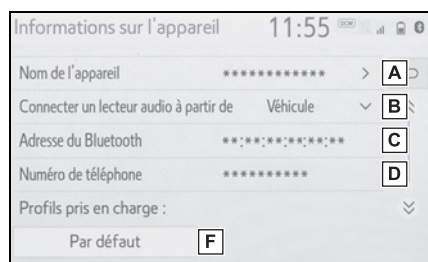 Informations sur l'appareil 11:55 DCM
Nom de l'appareil ************ > A
Connecter un lecteur audio à partir de Véhicule B
Adresse du Bluetooth **:**:**:**:**:** C
Numéro de téléphone ********** D
Profils pris en charge :
Par défaut F